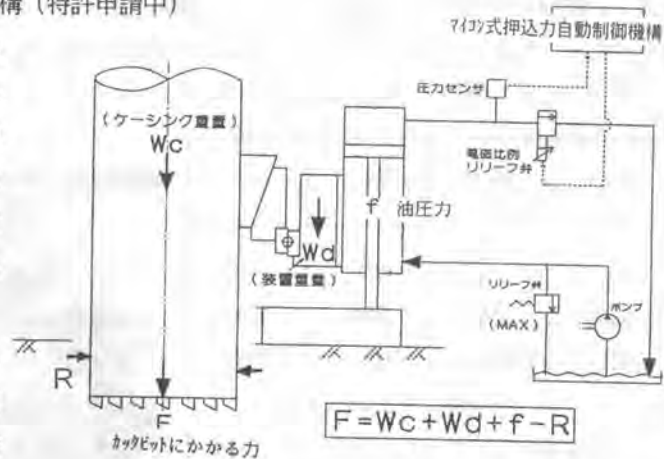 構（特許申請中）
マイコン式押込力自動制御機構
圧力センサ
（ケーシング重量）
Wc
電磁比例
リリーフ弁
f 油圧力
Wd
（装置重量）
リリーフ弁
（MAX）
ポンプ
R
F
カッタビットにかかる力
F=Wc+Wd+f−R